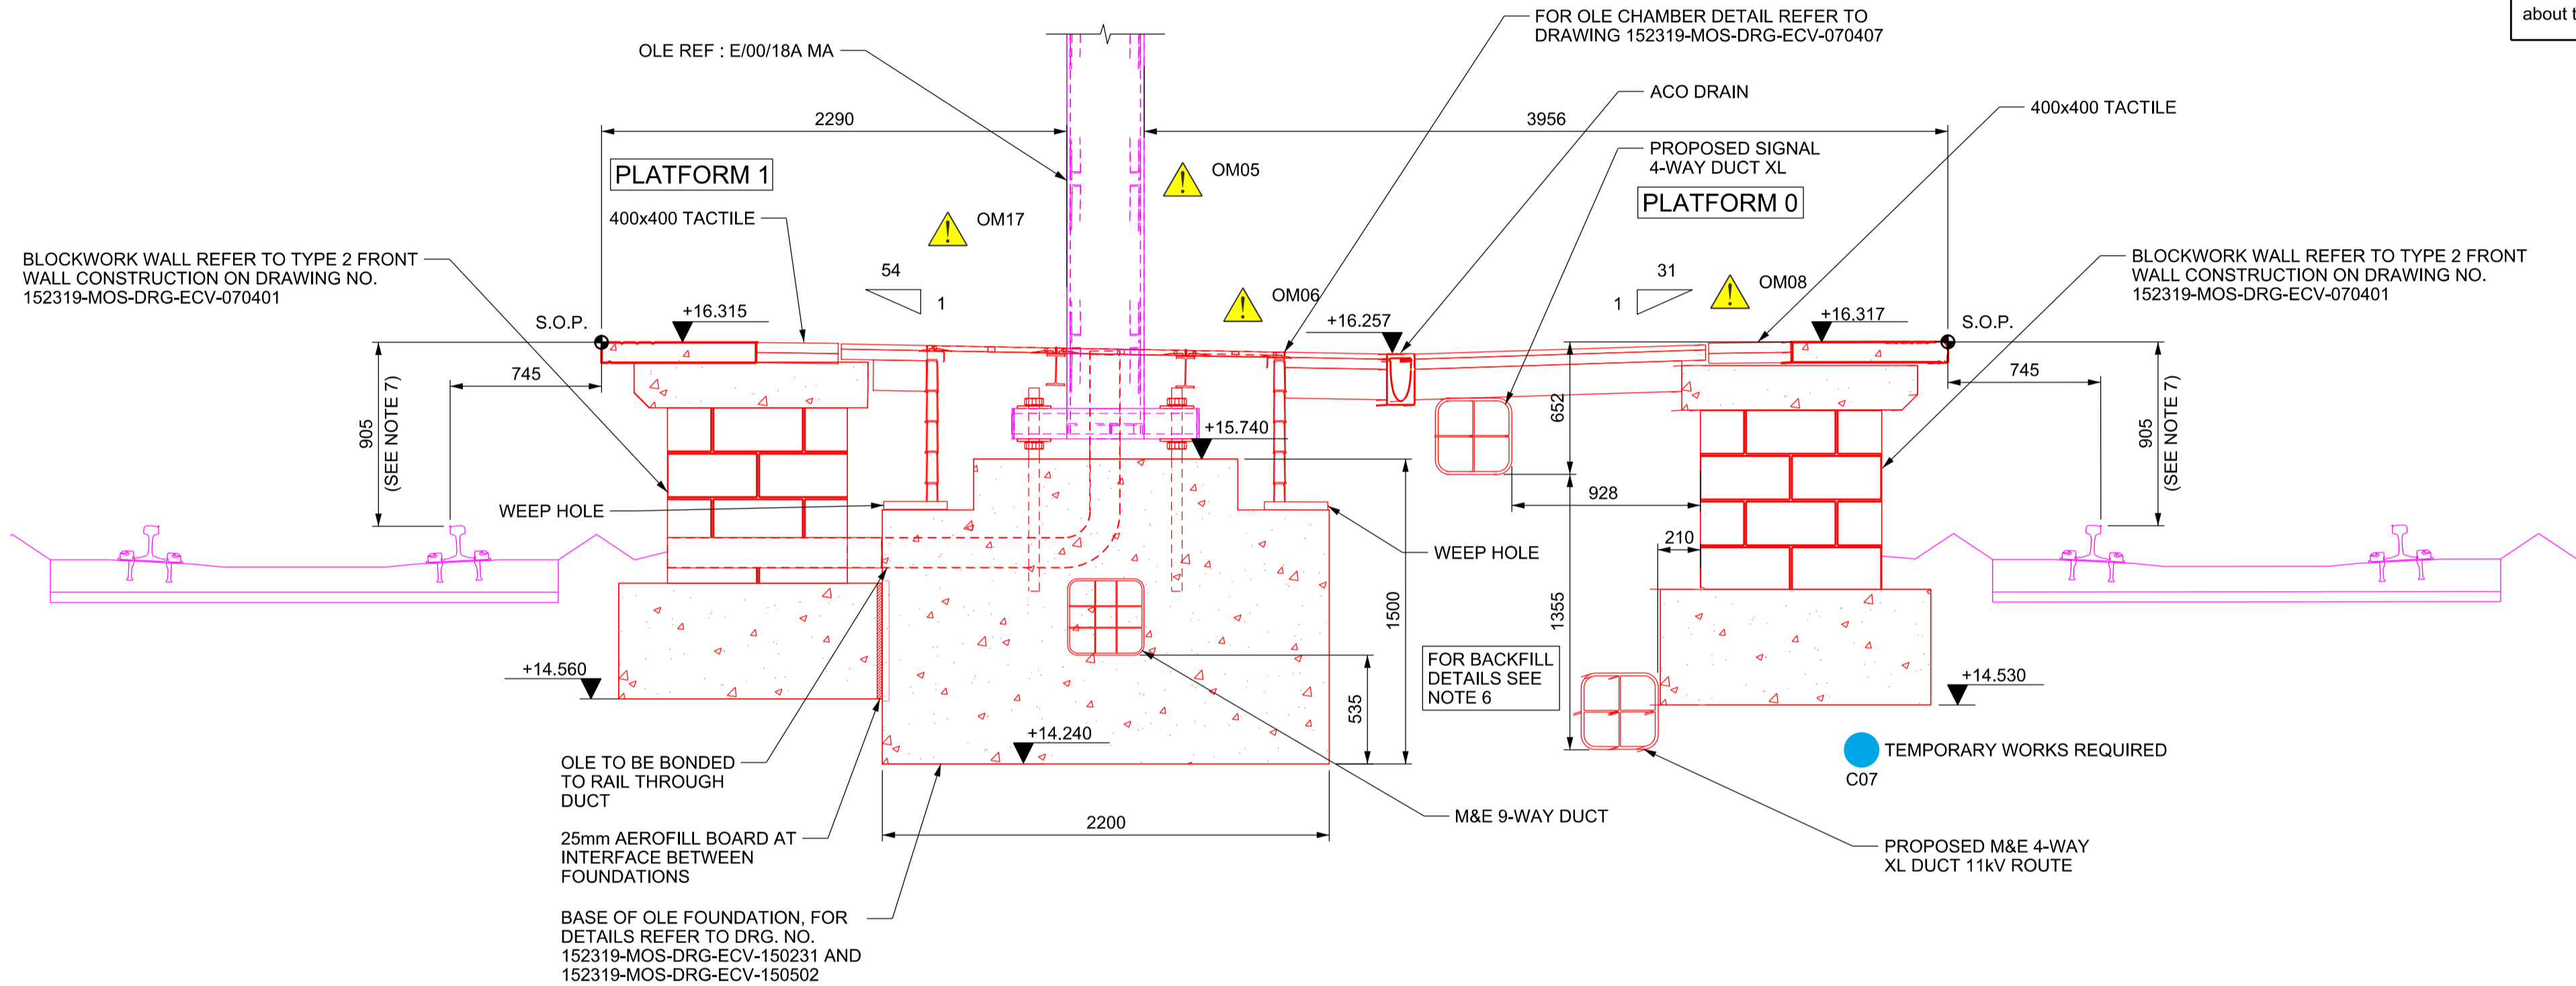 about t
FOR OLE CHAMBER DETAIL REFER TO
DRAWING 152319-MOS-DRG-ECV-070407
OLE REF : E/00/18A MA
ACO DRAIN
400x400 TACTILE
2290
3956
PROPOSED SIGNAL
4-WAY DUCT XL
PLATFORM 1
OM05
PLATFORM 0
400x400 TACTILE
OM17
BLOCKWORK WALL REFER TO TYPE 2 FRONT
WALL CONSTRUCTION ON DRAWING NO.
152319-MOS-DRG-ECV-070401
54
1
OM06
31
1
OM08
BLOCKWORK WALL REFER TO TYPE 2 FRONT
WALL CONSTRUCTION ON DRAWING NO.
152319-MOS-DRG-ECV-070401
S.O.P.
+16.315
+16.257
+16.317
S.O.P.
745
745
905
(SEE NOTE 7)
652
905
(SEE NOTE 7)
+15.740
WEEP HOLE
928
WEEP HOLE
210
1500
1355
+14.560
FOR BACKFILL
DETAILS SEE
NOTE 6
535
+14.530
+14.240
OLE TO BE BONDED
TO RAIL THROUGH
DUCT
TEMPORARY WORKS REQUIRED
C07
2200
M&E 9-WAY DUCT
25mm AEROFILL BOARD AT
INTERFACE BETWEEN
FOUNDATIONS
PROPOSED M&E 4-WAY
XL DUCT 11kV ROUTE
BASE OF OLE FOUNDATION, FOR
DETAILS REFER TO DRG. NO.
152319-MOS-DRG-ECV-150231 AND
152319-MOS-DRG-ECV-150502